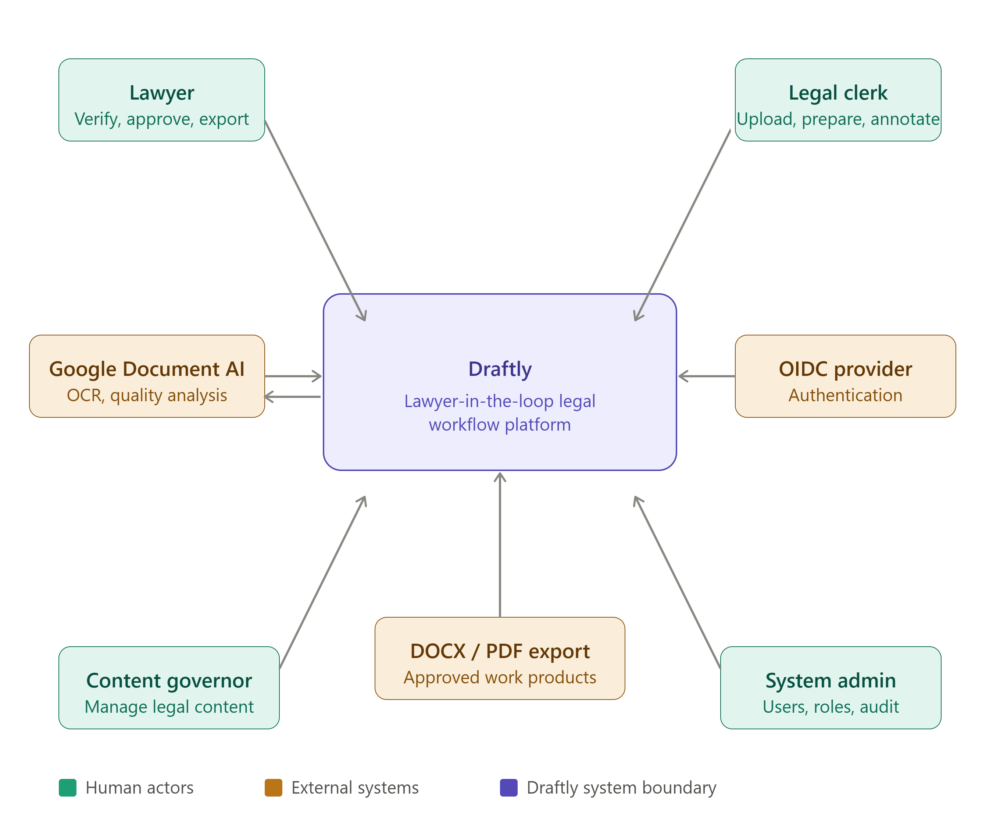 Lawyer
Verify, approve, export
Legal clerk
Upload, prepare, annotate
Google Document AI
OCR, quality analysis
Draftly
Lawyer-in-the-loop legal
workflow platform
OIDC provider
Authentication
Content governor
Manage legal content
DOCX / PDF export
Approved work products
System admin
Users, roles, audit
Human actors
External systems
Draftly system boundary